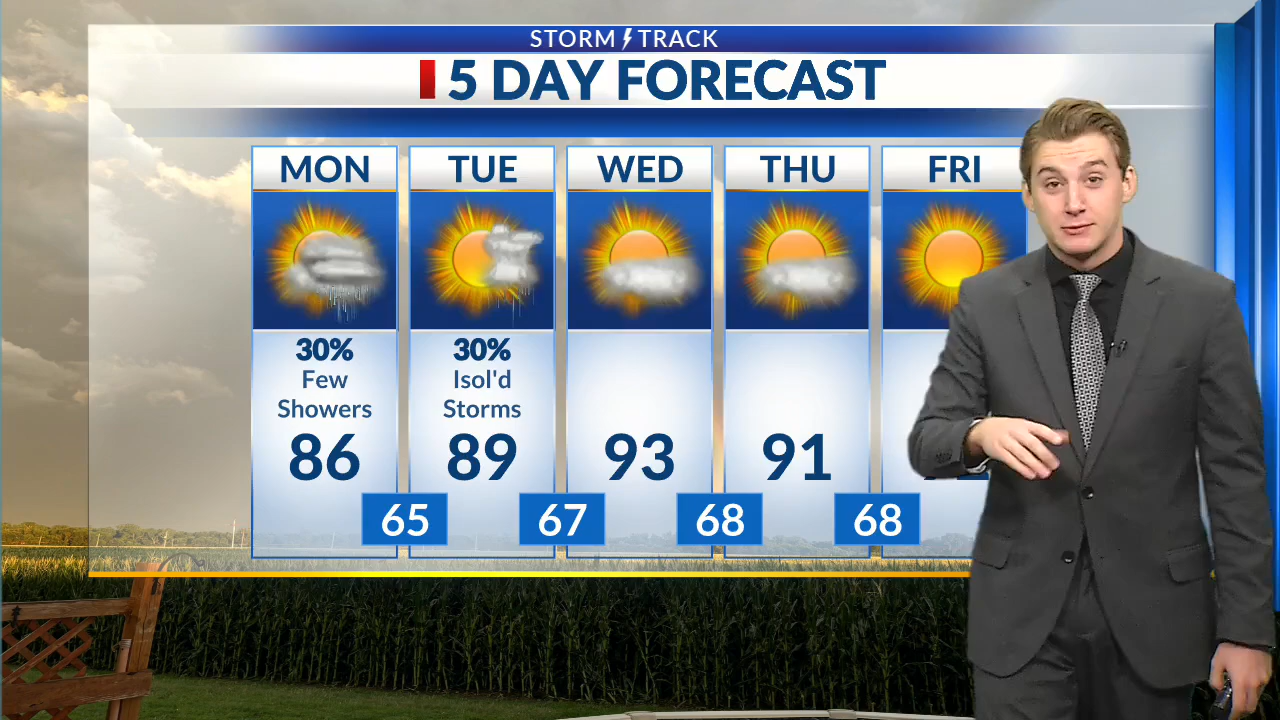 STORM TRACK
5 DAY FORECAST
MON TUE WED THU FRI
30% 30%
Few Isol'd
Showers Storms
86 89 93 91
65 67 68 68